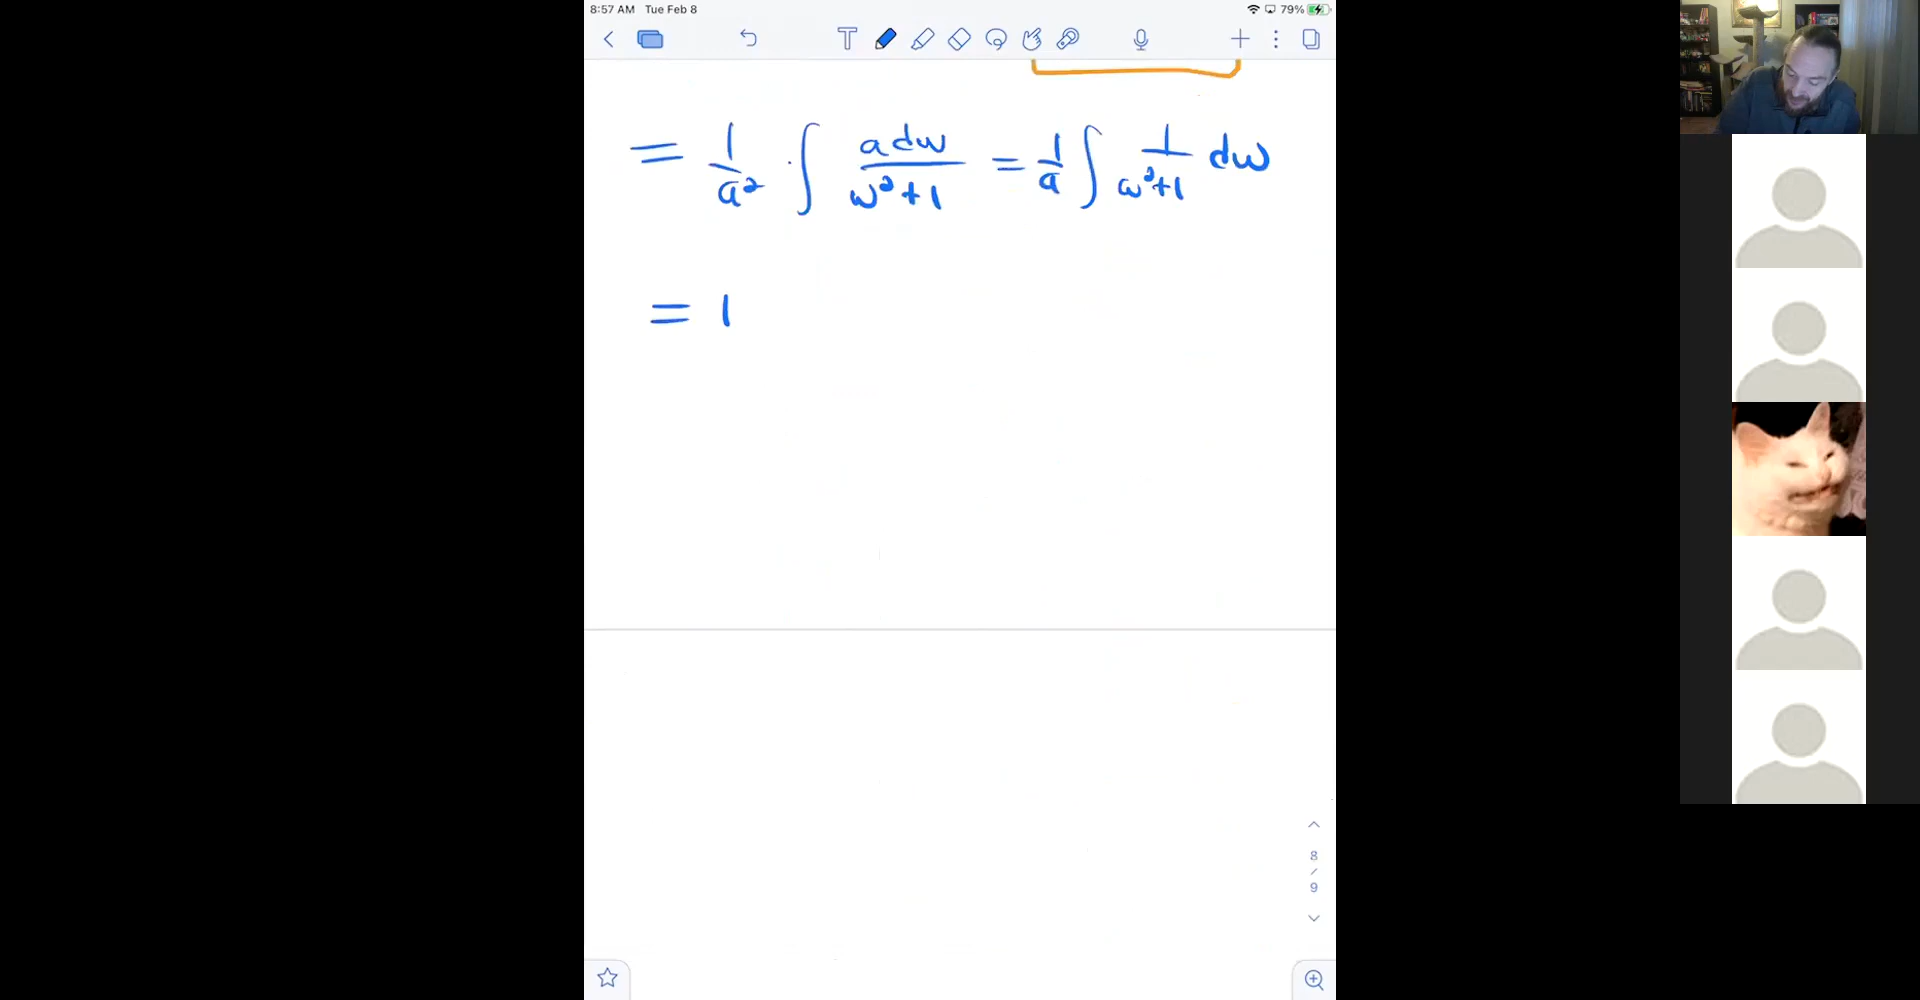 8:57 AM Tue Feb 8 79%
= 1/a² · ∫ a dw/w²+1 = 1/a ∫ 1/w²+1 dw
= 1
8
/
9